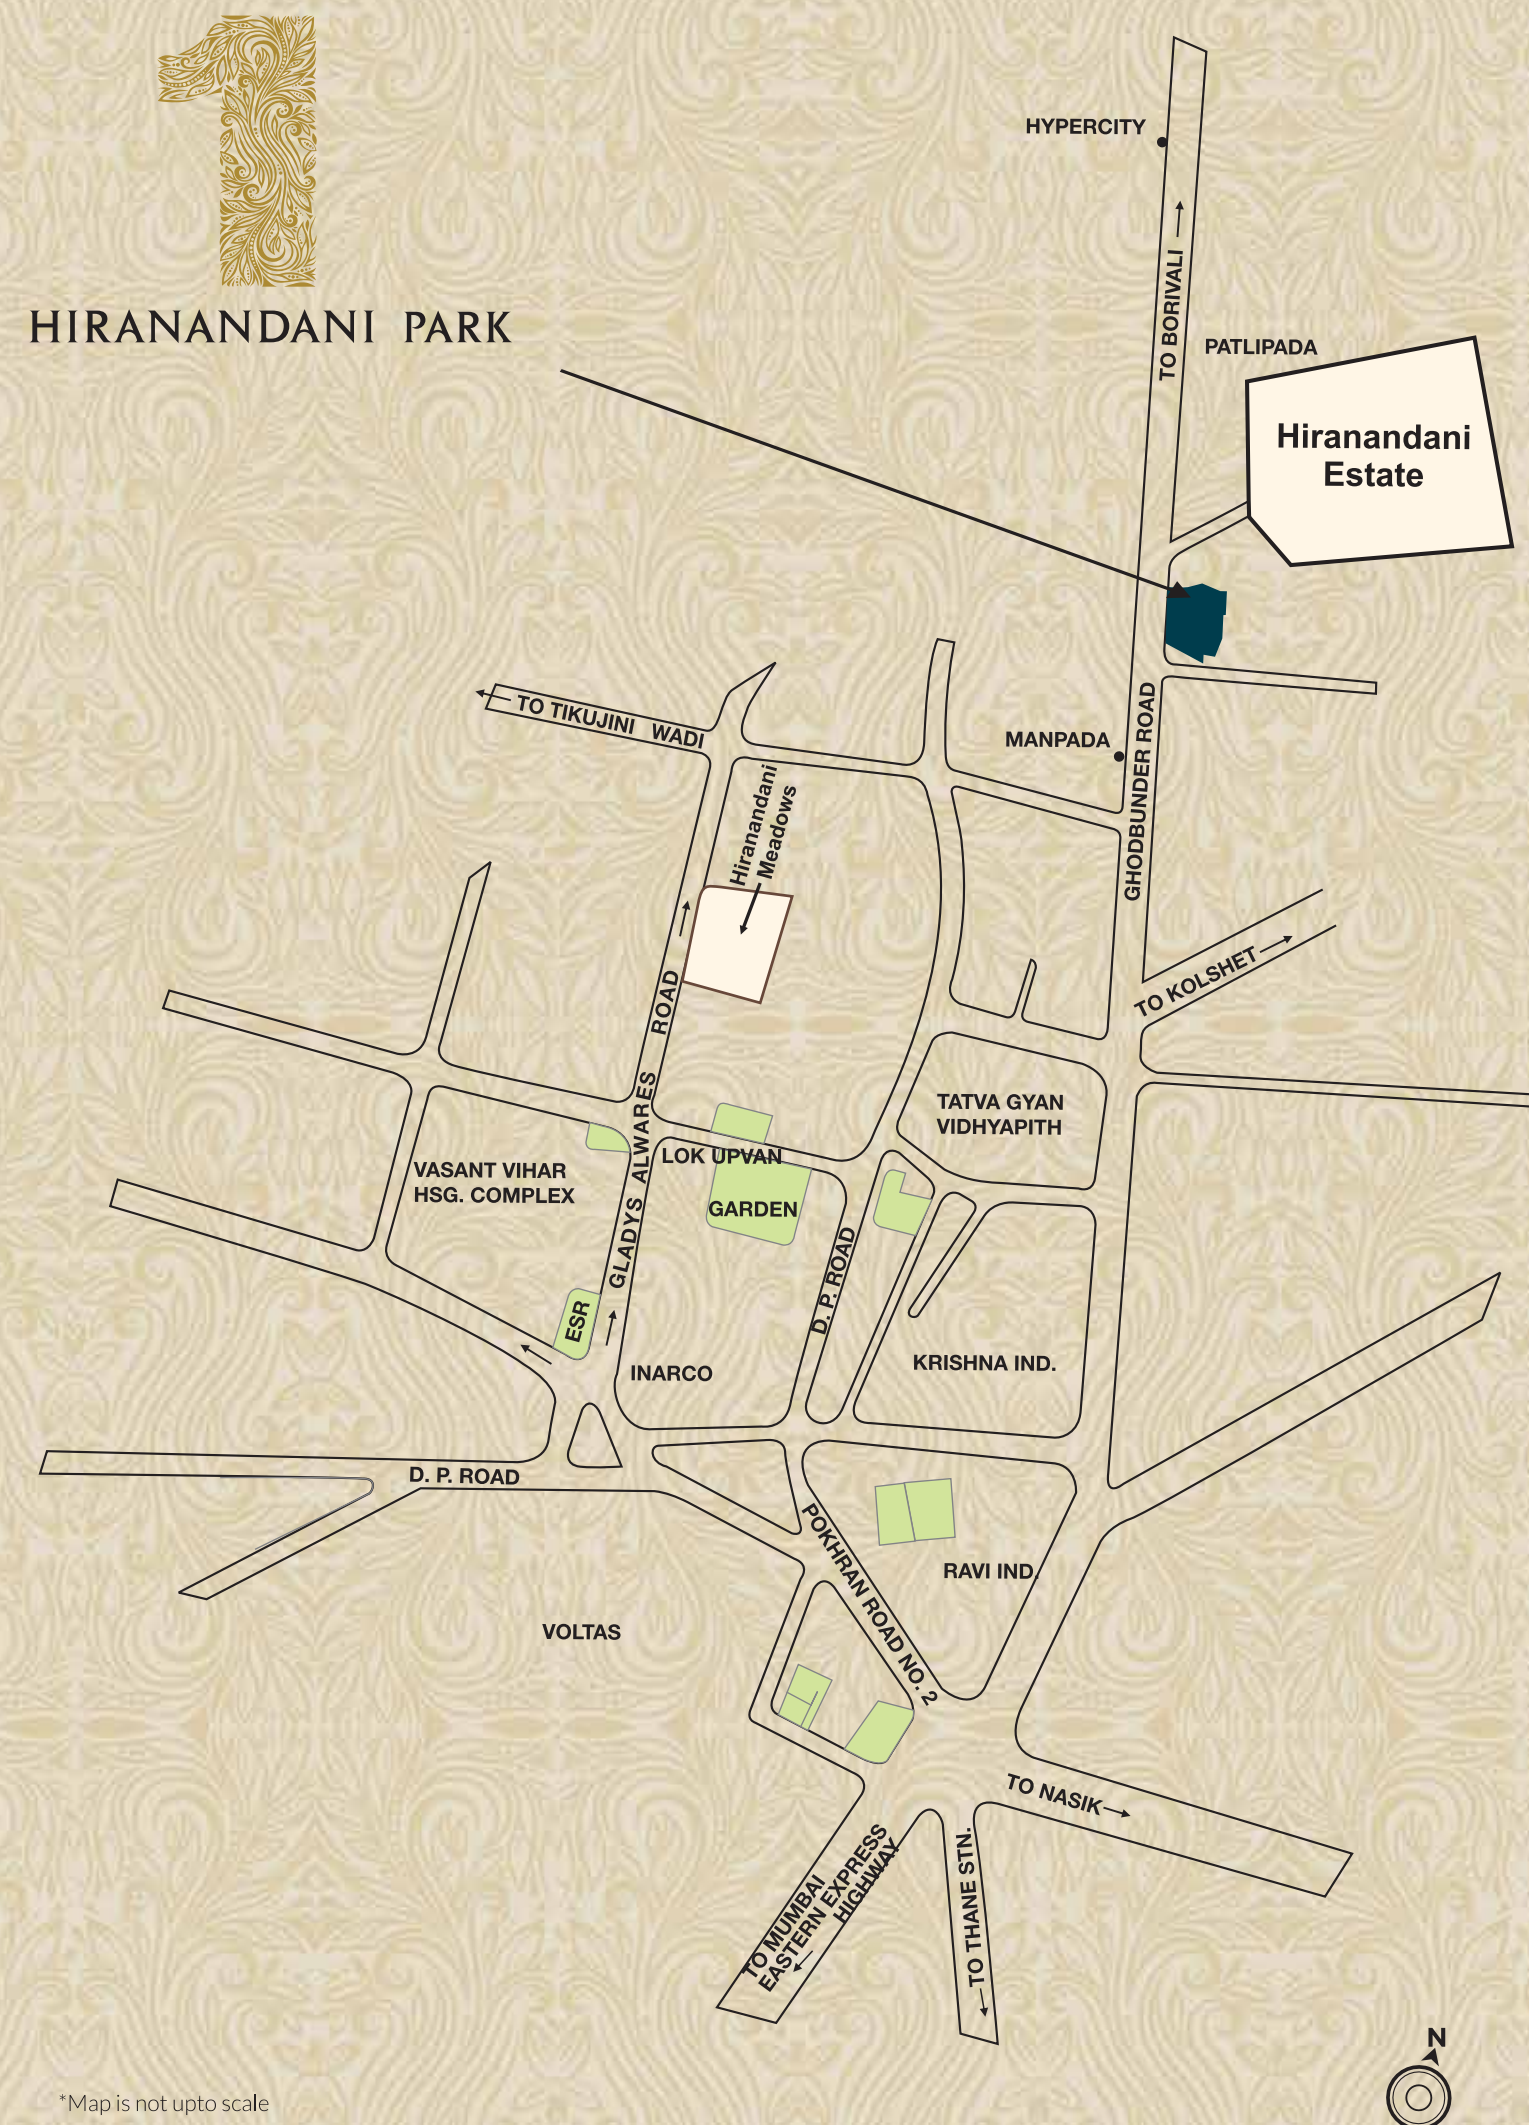 1
HIRANANDANI PARK
HYPERCITY
TO BORIVALI
PATLIPADA
Hiranandani
Estate
TO TIKUJINI WADI
MANPADA
GHODBUNDER ROAD
Hiranandani
Meadows
TO KOLSHET
GLADYS ALWARES ROAD
TATVA GYAN
VIDHYAPITH
VASANT VIHAR
HSG. COMPLEX
LOK UPVAN
GARDEN
D. P. ROAD
ESR
INARCO
KRISHNA IND.
D. P. ROAD
POKHRAN ROAD NO. 2
RAVI IND.
VOLTAS
TO NASIK
TO MUMBAI
EASTERN EXPRESS
HIGHWAY
TO THANE STN.
N
*Map is not upto scale